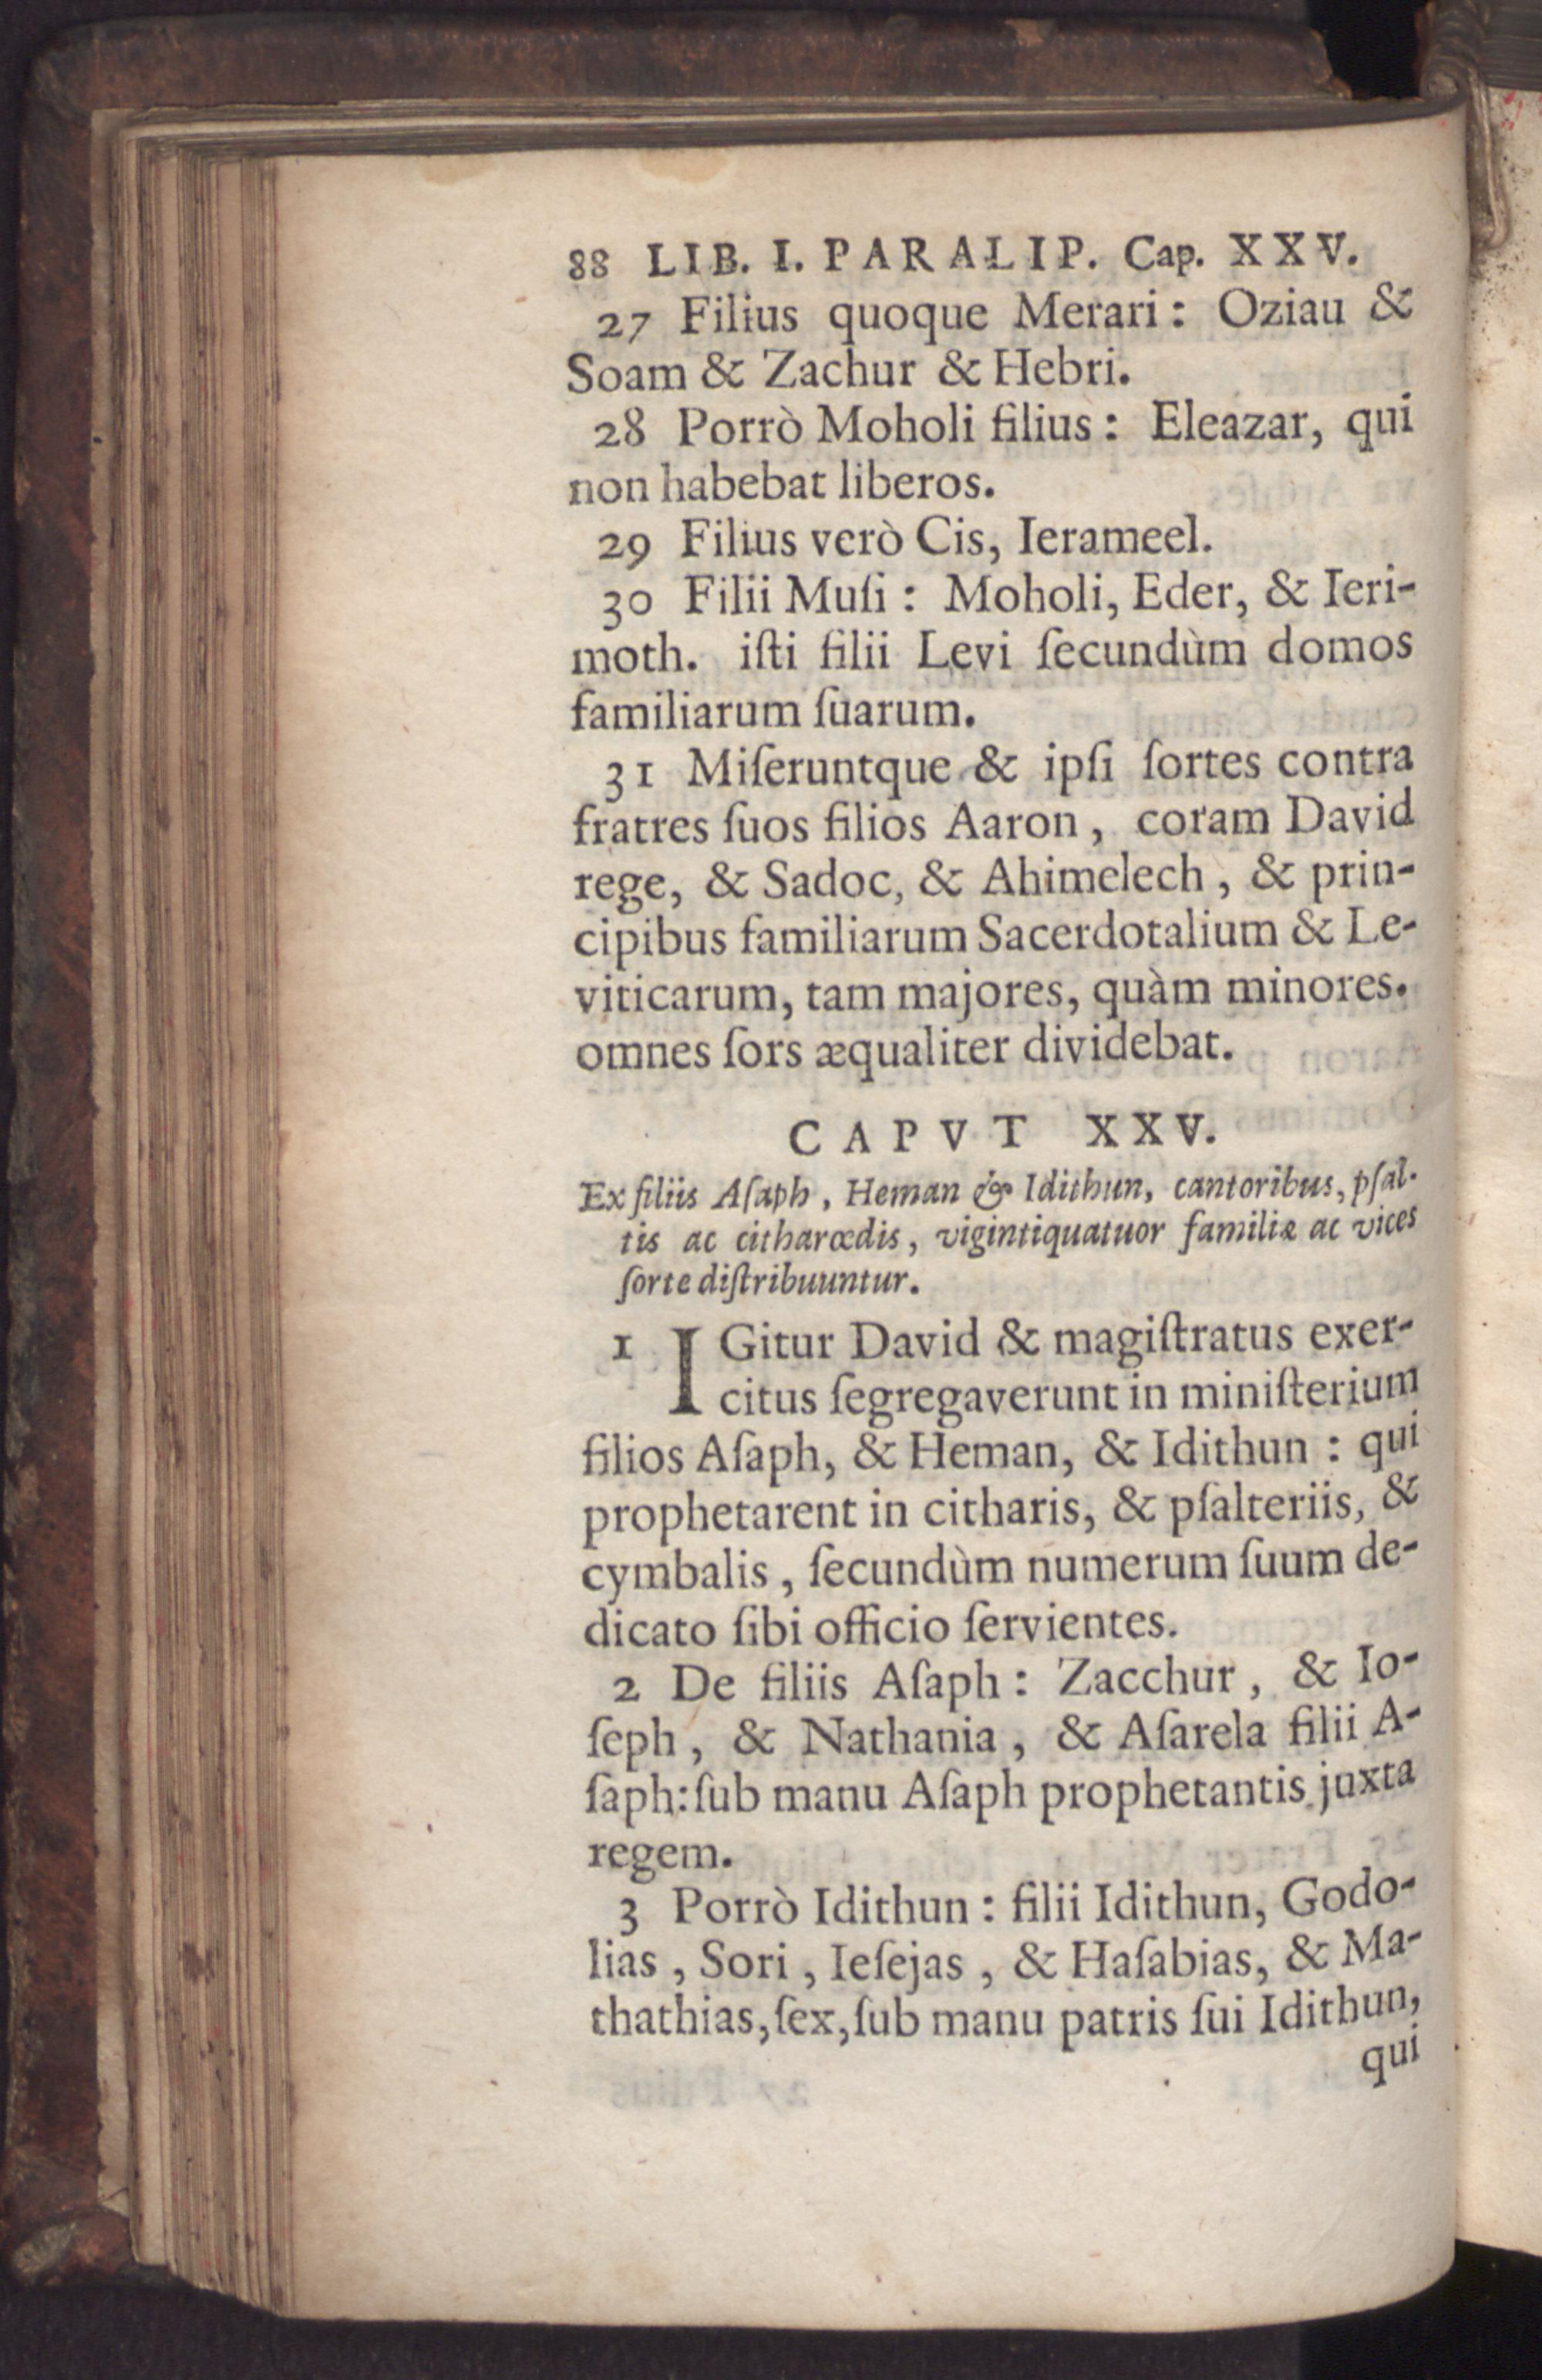 88 LIB. I. PARALIP. Cap. XXV.
27 Filius quoque Merari: Oziau &
Soam & Zachur & Hebri.
28 Porrò Moholi filius: Eleazar, qui
non habebat liberos.
29 Filius verò Cis, Ierameel.
30 Filii Muſi: Moholi, Eder, & Ieri-
moth. iſti filii Levi ſecundùm domos
familiarum ſuarum.
31 Miſeruntque & ipſi ſortes contra
fratres ſuos filios Aaron, coram David
rege, & Sadoc, & Ahimelech, & prin-
cipibus familiarum Sacerdotalium & Le-
viticarum, tam majores, quàm minores.
omnes ſors æqualiter dividebat.
CAPVT XXV.
Ex filiis Aſaph, Heman & Idithun, cantoribus, pſal-
tis ac citharœdis, vigintiquatuor familiæ ac vices
ſorte diſtribuuntur.
1 IGitur David & magiſtratus exer-
citus ſegregaverunt in miniſterium
filios Aſaph, & Heman, & Idithun: qui
prophetarent in citharis, & pſalteriis, &
cymbalis, ſecundùm numerum ſuum de-
dicato ſibi officio ſervientes.
2 De filiis Aſaph: Zacchur, & Io-
ſeph, & Nathania, & Aſarela filii A-
ſaph: ſub manu Aſaph prophetantis juxta
regem.
3 Porrò Idithun: filii Idithun, Godo-
lias, Sori, Ieſejas, & Haſabias, & Ma-
thathias, ſex, ſub manu patris ſui Idithun,
qui